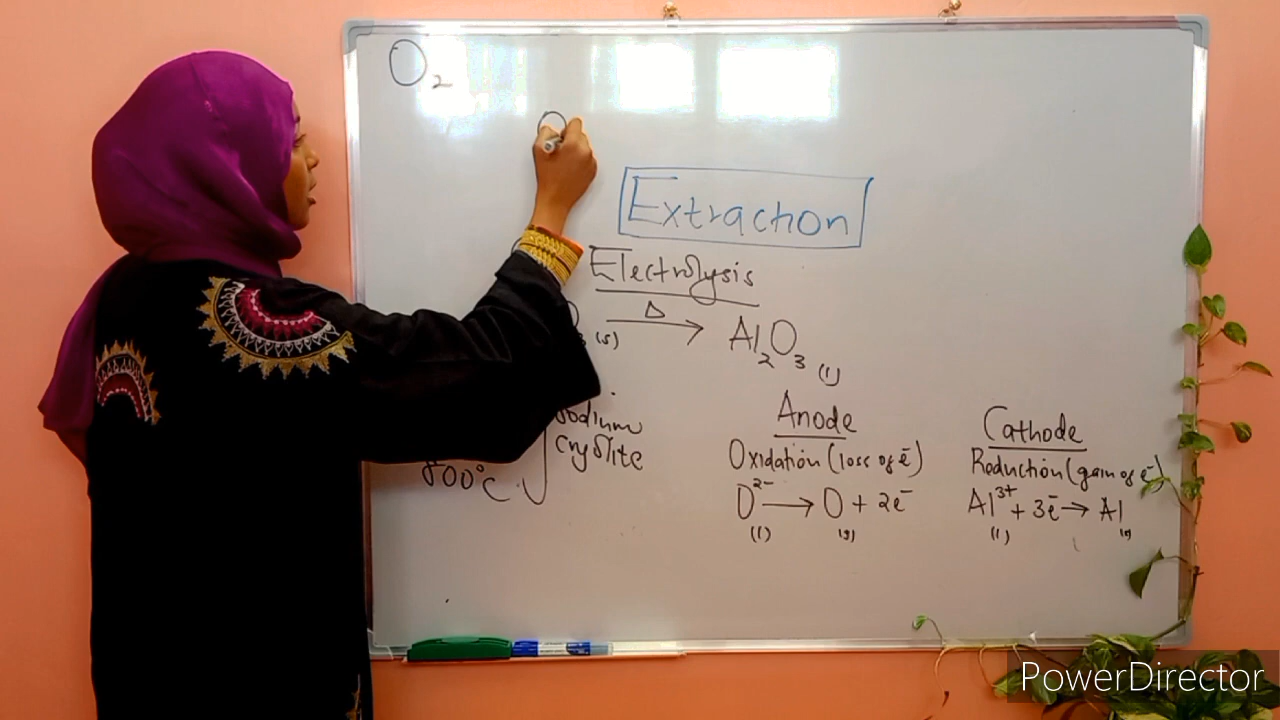 O₂
Extraction
Electrolysis
(s) Δ → Al₂O₃ (l)
Sodium
cryolite
800°C
Anode
Oxidation (loss of e⁻)
O²⁻ → O + 2e⁻
(l) (g)
Cathode
Reduction (gain of e⁻)
Al³⁺ + 3e⁻ → Al
(l)
PowerDirector